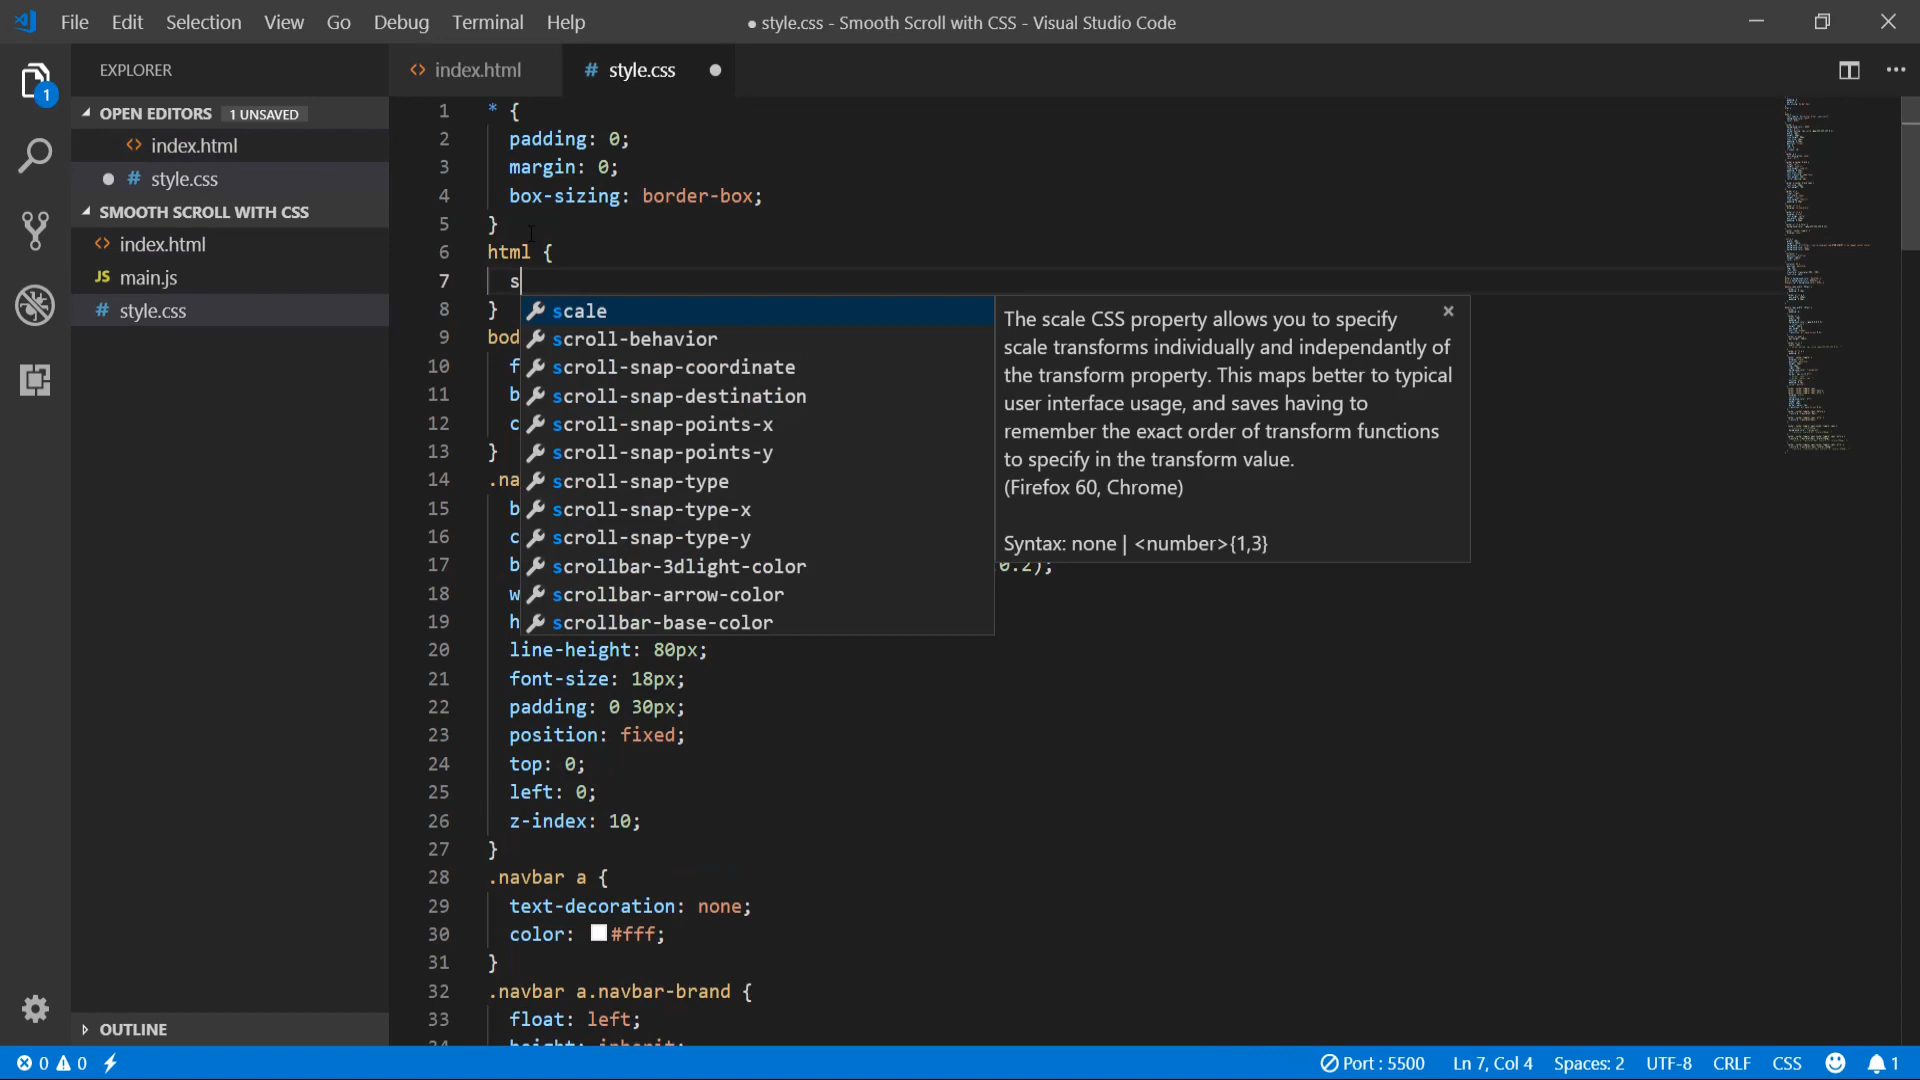 File Edit Selection View Go Debug Terminal Help
● style.css - Smooth Scroll with CSS - Visual Studio Code
EXPLORER
OPEN EDITORS 1 UNSAVED
index.html
style.css
SMOOTH SCROLL WITH CSS
index.html
JS main.js
# style.css
OUTLINE
index.html
# style.css
1 * {
2 padding: 0;
3 margin: 0;
4 box-sizing: border-box;
5 }
6 html {
7 s
8 }
9 bod
10 f
11 b
12 c
13 }
14 .na
15 b
16 c
17 b 0.2);
18 w
19 h
20 line-height: 80px;
21 font-size: 18px;
22 padding: 0 30px;
23 position: fixed;
24 top: 0;
25 left: 0;
26 z-index: 10;
27 }
28 .navbar a {
29 text-decoration: none;
30 color: #fff;
31 }
32 .navbar a.navbar-brand {
33 float: left;
scale
scroll-behavior
scroll-snap-coordinate
scroll-snap-destination
scroll-snap-points-x
scroll-snap-points-y
scroll-snap-type
scroll-snap-type-x
scroll-snap-type-y
scrollbar-3dlight-color
scrollbar-arrow-color
scrollbar-base-color
The scale CSS property allows you to specify
scale transforms individually and independantly of
the transform property. This maps better to typical
user interface usage, and saves having to
remember the exact order of transform functions
to specify in the transform value.
(Firefox 60, Chrome)
Syntax: none | <number>{1,3}
0 0
Port : 5500 Ln 7, Col 4 Spaces: 2 UTF-8 CRLF CSS 1